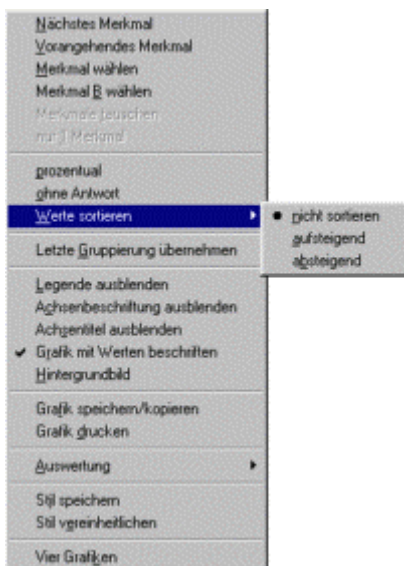 Nächstes Merkmal
Vorangehendes Merkmal
Merkmal wählen
Merkmal B wählen
Merkmale tauschen
nur 1 Merkmal
prozentual
ohne Antwort
Werte sortieren
nicht sortieren
aufsteigend
absteigend
Letzte Gruppierung übernehmen
Legende ausblenden
Achsenbeschriftung ausblenden
Achsentitel ausblenden
Grafik mit Werten beschriften
Hintergrundbild
Grafik speichern/kopieren
Grafik drucken
Auswertung
Stil speichern
Stil vereinheitlichen
Vier Grafiken